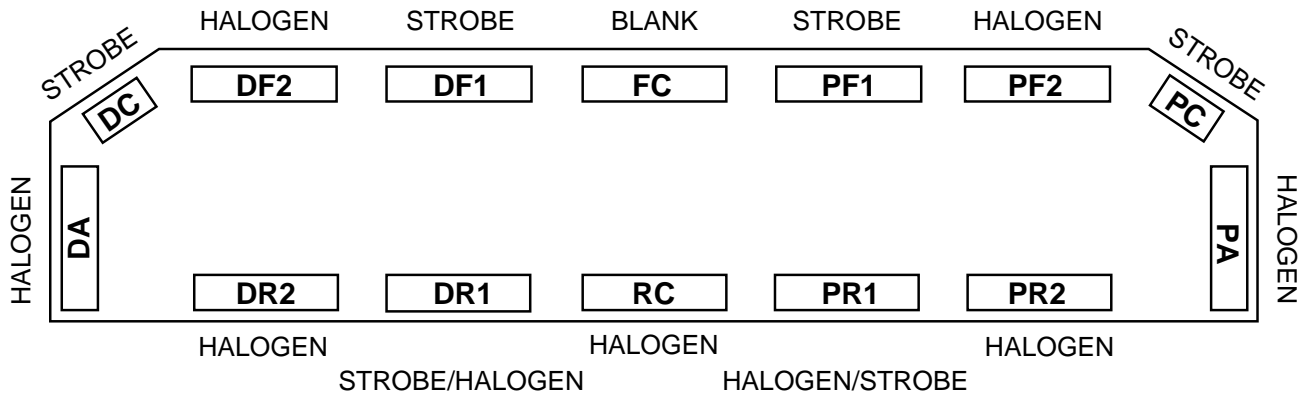 HALOGEN STROBE BLANK STROBE HALOGEN
STROBE STROBE
DF2 DF1 FC PF1 PF2
DC PC
HALOGEN DA PA HALOGEN
DR2 DR1 RC PR1 PR2
HALOGEN HALOGEN HALOGEN
STROBE/HALOGEN HALOGEN/STROBE